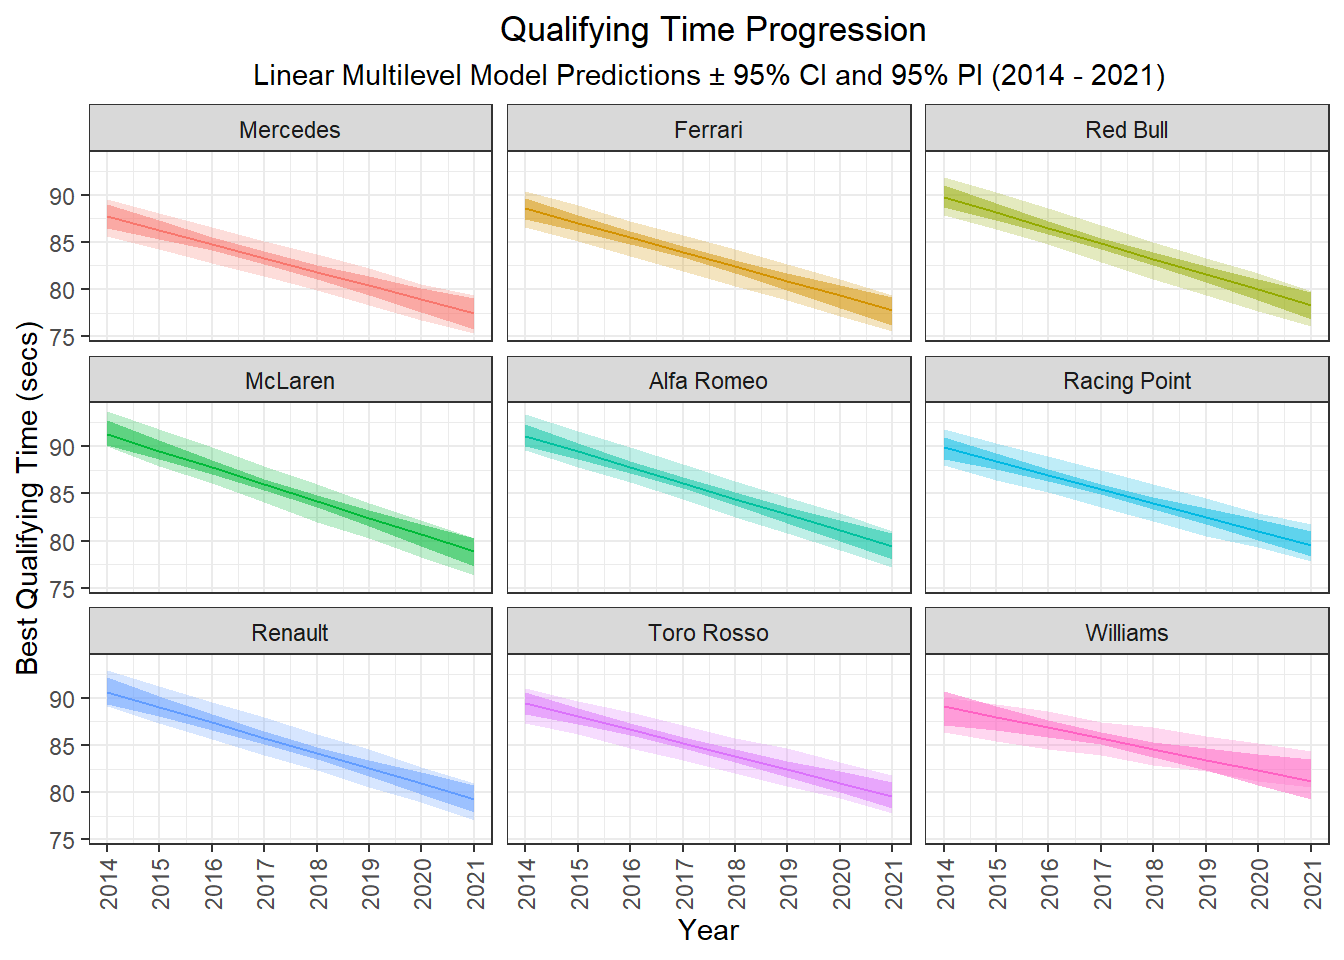 Qualifying Time Progression
Linear Multilevel Model Predictions ± 95% CI and 95% PI (2014 - 2021)
Mercedes Ferrari Red Bull
90
85
80
75
McLaren Alfa Romeo Racing Point
90
85
80
75
Renault Toro Rosso Williams
90
85
80
75
Best Qualifying Time (secs)
2014 2015 2016 2017 2018 2019 2020 2021 2014 2015 2016 2017 2018 2019 2020 2021 2014 2015 2016 2017 2018 2019 2020 2021
Year